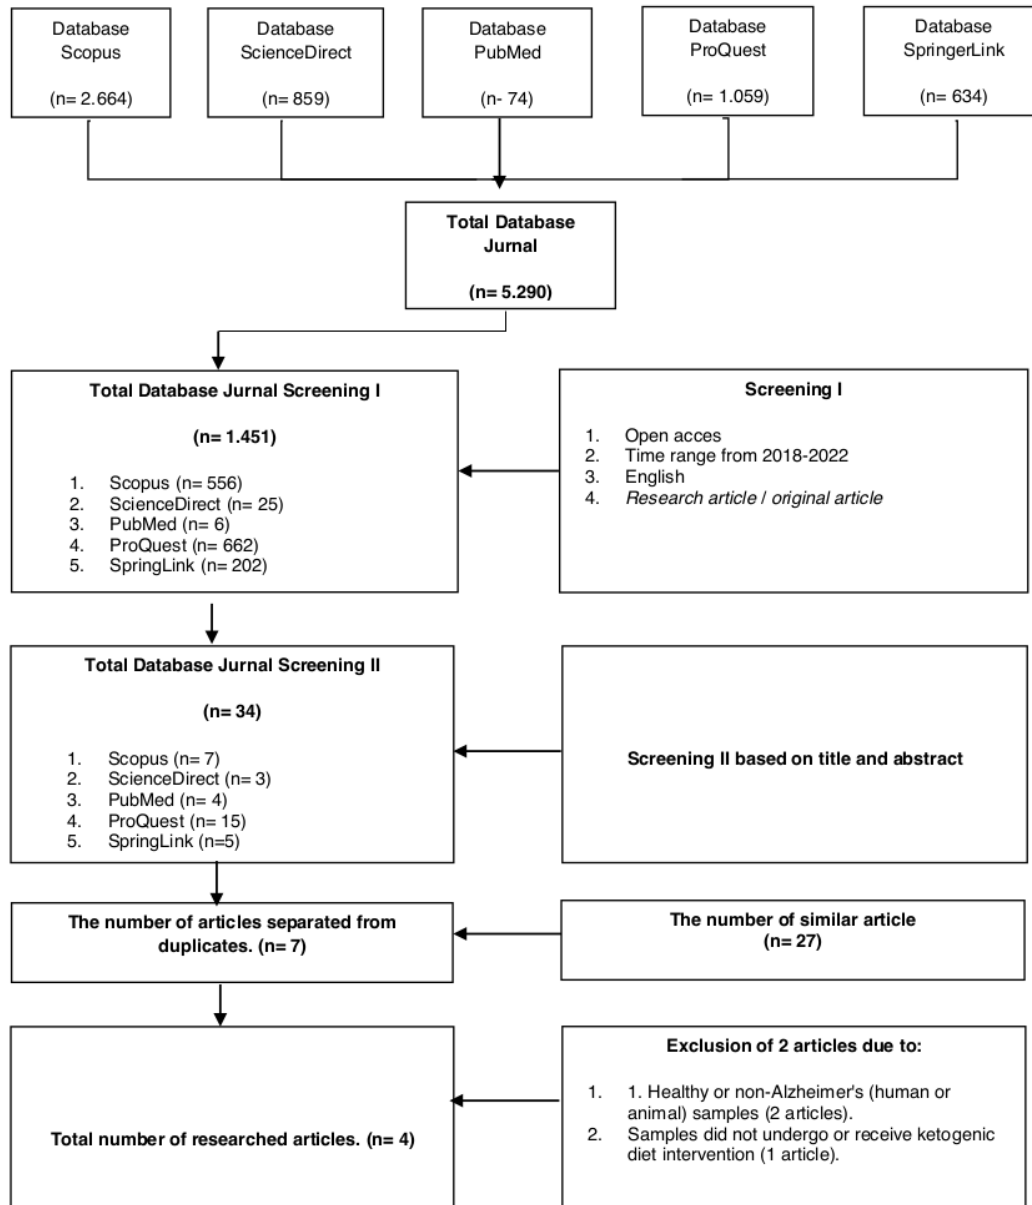 Database
Scopus
(n= 2.664)
Database
ScienceDirect
(n= 859)
Database
PubMed
(n- 74)
Database
ProQuest
(n= 1.059)
Database
SpringerLink
(n= 634)
Total Database
Jurnal
(n= 5.290)
Total Database Jurnal Screening I
(n= 1.451)
1. Scopus (n= 556)
2. ScienceDirect (n= 25)
3. PubMed (n= 6)
4. ProQuest (n= 662)
5. SpringLink (n= 202)
Screening I
1. Open acces
2. Time range from 2018-2022
3. English
4. Research article / original article
Total Database Jurnal Screening II
(n= 34)
1. Scopus (n= 7)
2. ScienceDirect (n= 3)
3. PubMed (n= 4)
4. ProQuest (n= 15)
5. SpringLink (n=5)
Screening II based on title and abstract
The number of articles separated from
duplicates. (n= 7)
The number of similar article
(n= 27)
Total number of researched articles. (n= 4)
Exclusion of 2 articles due to:
1. 1. Healthy or non-Alzheimer's (human or
animal) samples (2 articles).
2. Samples did not undergo or receive ketogenic
diet intervention (1 article).